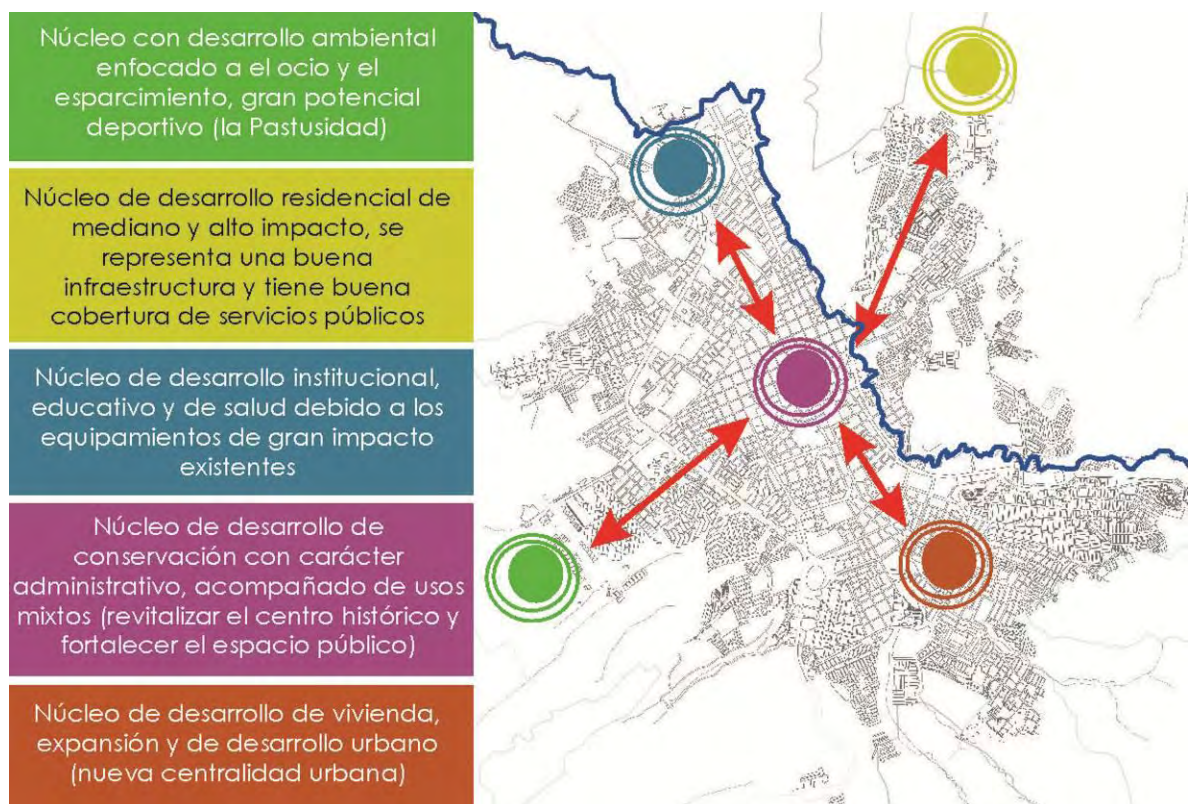 Núcleo con desarrollo ambiental
enfocado a el ocio y el
esparcimiento, gran potencial
deportivo (la Pastusidad)
Núcleo de desarrollo residencial de
mediano y alto impacto, se
representa una buena
infraestructura y tiene buena
cobertura de servicios públicos
Núcleo de desarrollo institucional,
educativo y de salud debido a los
equipamientos de gran impacto
existentes
Núcleo de desarrollo de
conservación con carácter
administrativo, acompañado de usos
mixtos (revitalizar el centro histórico y
fortalecer el espacio público)
Núcleo de desarrollo de vivienda,
expansión y de desarrollo urbano
(nueva centralidad urbana)